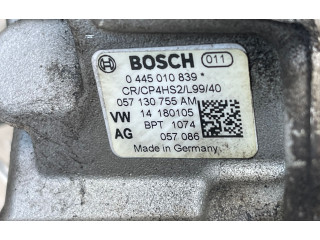 BOSCH 011
0 445 010 839 *
CR/CP4HS2/L99/40
057 130 755 AM
VW 14 180105
BPT 1074
AG 057 086
Made in Germany